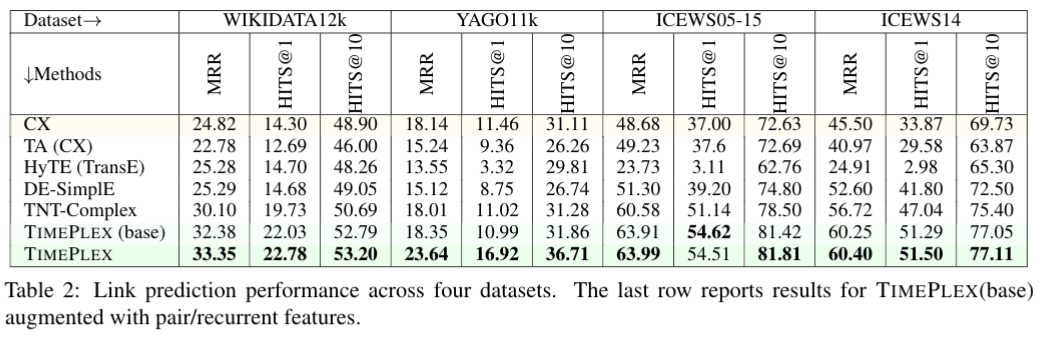 Dataset→ WIKIDATA12k YAGO11k ICEWS05-15 ICEWS14
↓Methods MRR HITS@1 HITS@10 MRR HITS@1 HITS@10 MRR HITS@1 HITS@10 MRR HITS@1 HITS@10
CX 24.82 14.30 48.90 18.14 11.46 31.11 48.68 37.00 72.63 45.50 33.87 69.73
TA (CX) 22.78 12.69 46.00 15.24 9.36 26.26 49.23 37.6 72.69 40.97 29.58 63.87
HyTE (TransE) 25.28 14.70 48.26 13.55 3.32 29.81 23.73 3.11 62.76 24.91 2.98 65.30
DE-SimplE 25.29 14.68 49.05 15.12 8.75 26.74 51.30 39.20 74.80 52.60 41.80 72.50
TNT-Complex 30.10 19.73 50.69 18.01 11.02 31.28 60.58 51.14 78.50 56.72 47.04 75.40
TIMEPLEX (base) 32.38 22.03 52.79 18.35 10.99 31.86 63.91 54.62 81.42 60.25 51.29 77.05
TIMEPLEX 33.35 22.78 53.20 23.64 16.92 36.71 63.99 54.51 81.81 60.40 51.50 77.11
Table 2: Link prediction performance across four datasets. The last row reports results for TIMEPLEX(base)
augmented with pair/recurrent features.